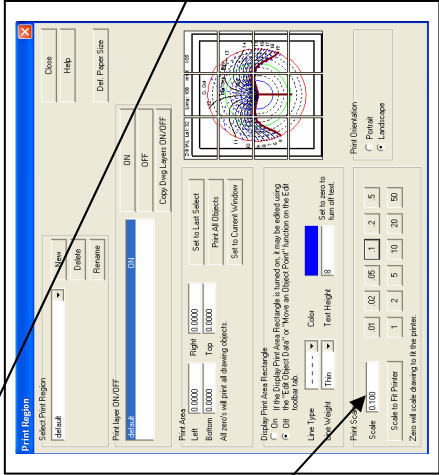 Print Region
Select Print Region
default
New
Delete
Rename
Close
Help
Def. Paper Size
Print layer ON/OFF
default ON
ON
OFF
Copy Dwg Layers ON/OFF
Print Area
Left 0.0000 Right 0.0000
Bottom 0.0000 Top 0.0000
All zero's will print all drawing objects.
Set to Last Select
Print All Objects
Set to Current Window
Display Print Area Rectangle
On
Off
If the Display Print Area Rectangle is turned on, it may be edited using
the "Edit Object Data" or "Move an Object Point" function on the Edit
toolbar tab.
Line Type Color
Line Weight Thin Text Height 8 Set to zero to
turn off text.
Print Orientation
Portrait
Landscape
Print Scale
Scale 0.100
.01 .02 .05 .1 .2 .5
Scale to Fit Printer
1 2 5 10 20 50
Zero will scale drawing to fit the printer.